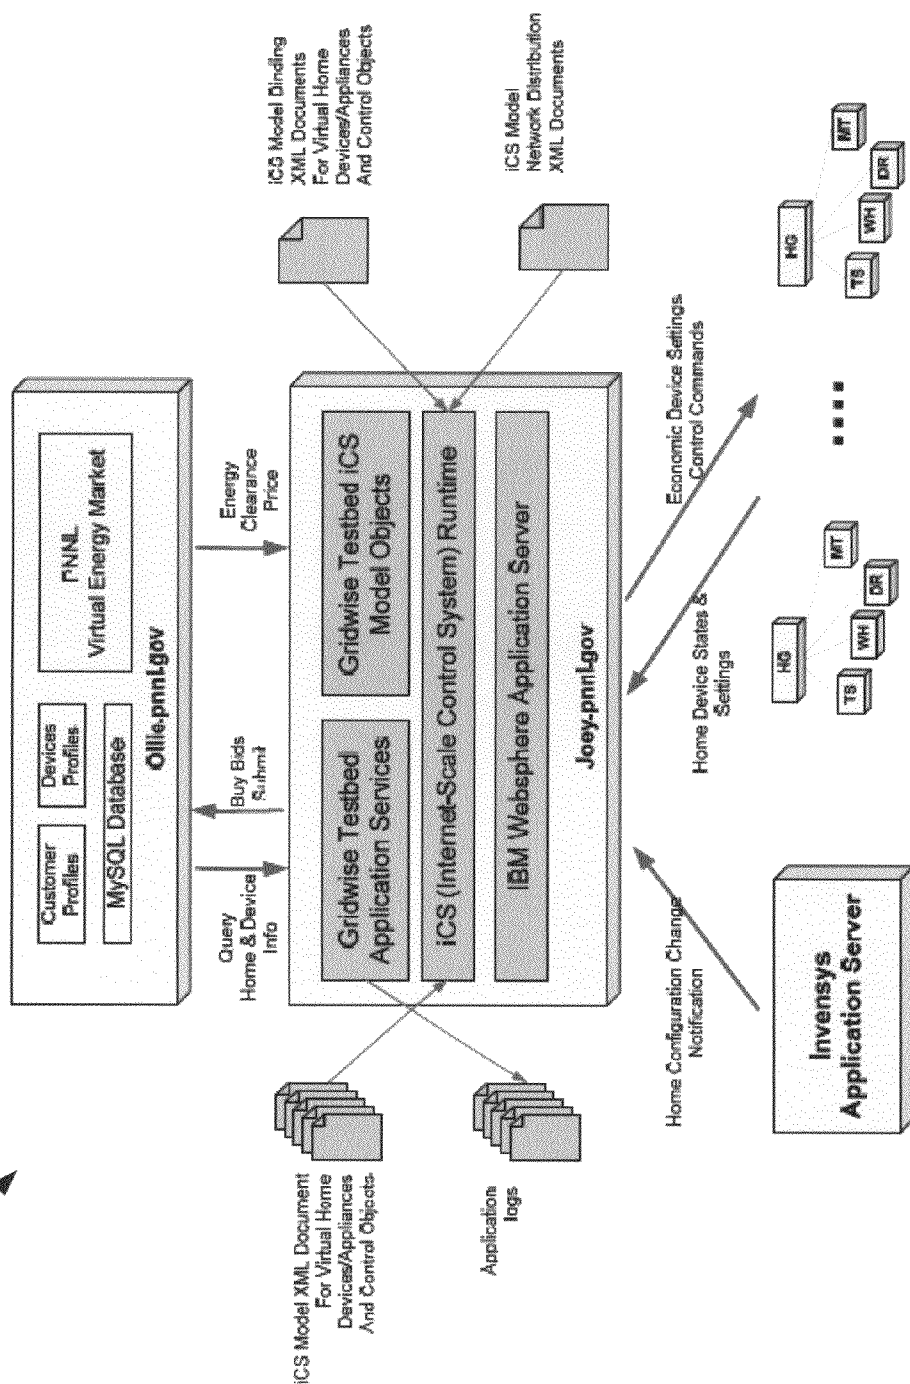 Customer
Profiles
Devices
Profiles
MySQL Database
PNNL
Virtual Energy Market
Ollie.pnnl.gov
Query
Home & Device
Info
Buy Bids
Submit
Energy
Clearance
Price
iCS Model XML Document
For Virtual Home
Devices/Appliances
And Control Objects
Application
logs
Gridwise Testbed
Application Services
Gridwise Testbed iCS
Model Objects
iCS (Internet-Scale Control System) Runtime
IBM Websphere Application Server
Joey.pnnl.gov
iCS Model Binding
XML Documents
For Virtual Home
Devices/Appliances
And Control Objects
iCS Model
Network Distribution
XML Documents
Home Configuration Change
Notification
Home Device States &
Settings
Economic Device Settings
Control Commands
Invensys
Application Server
HG
TS
WH
DR
MT
HG
TS
WH
DR
MT